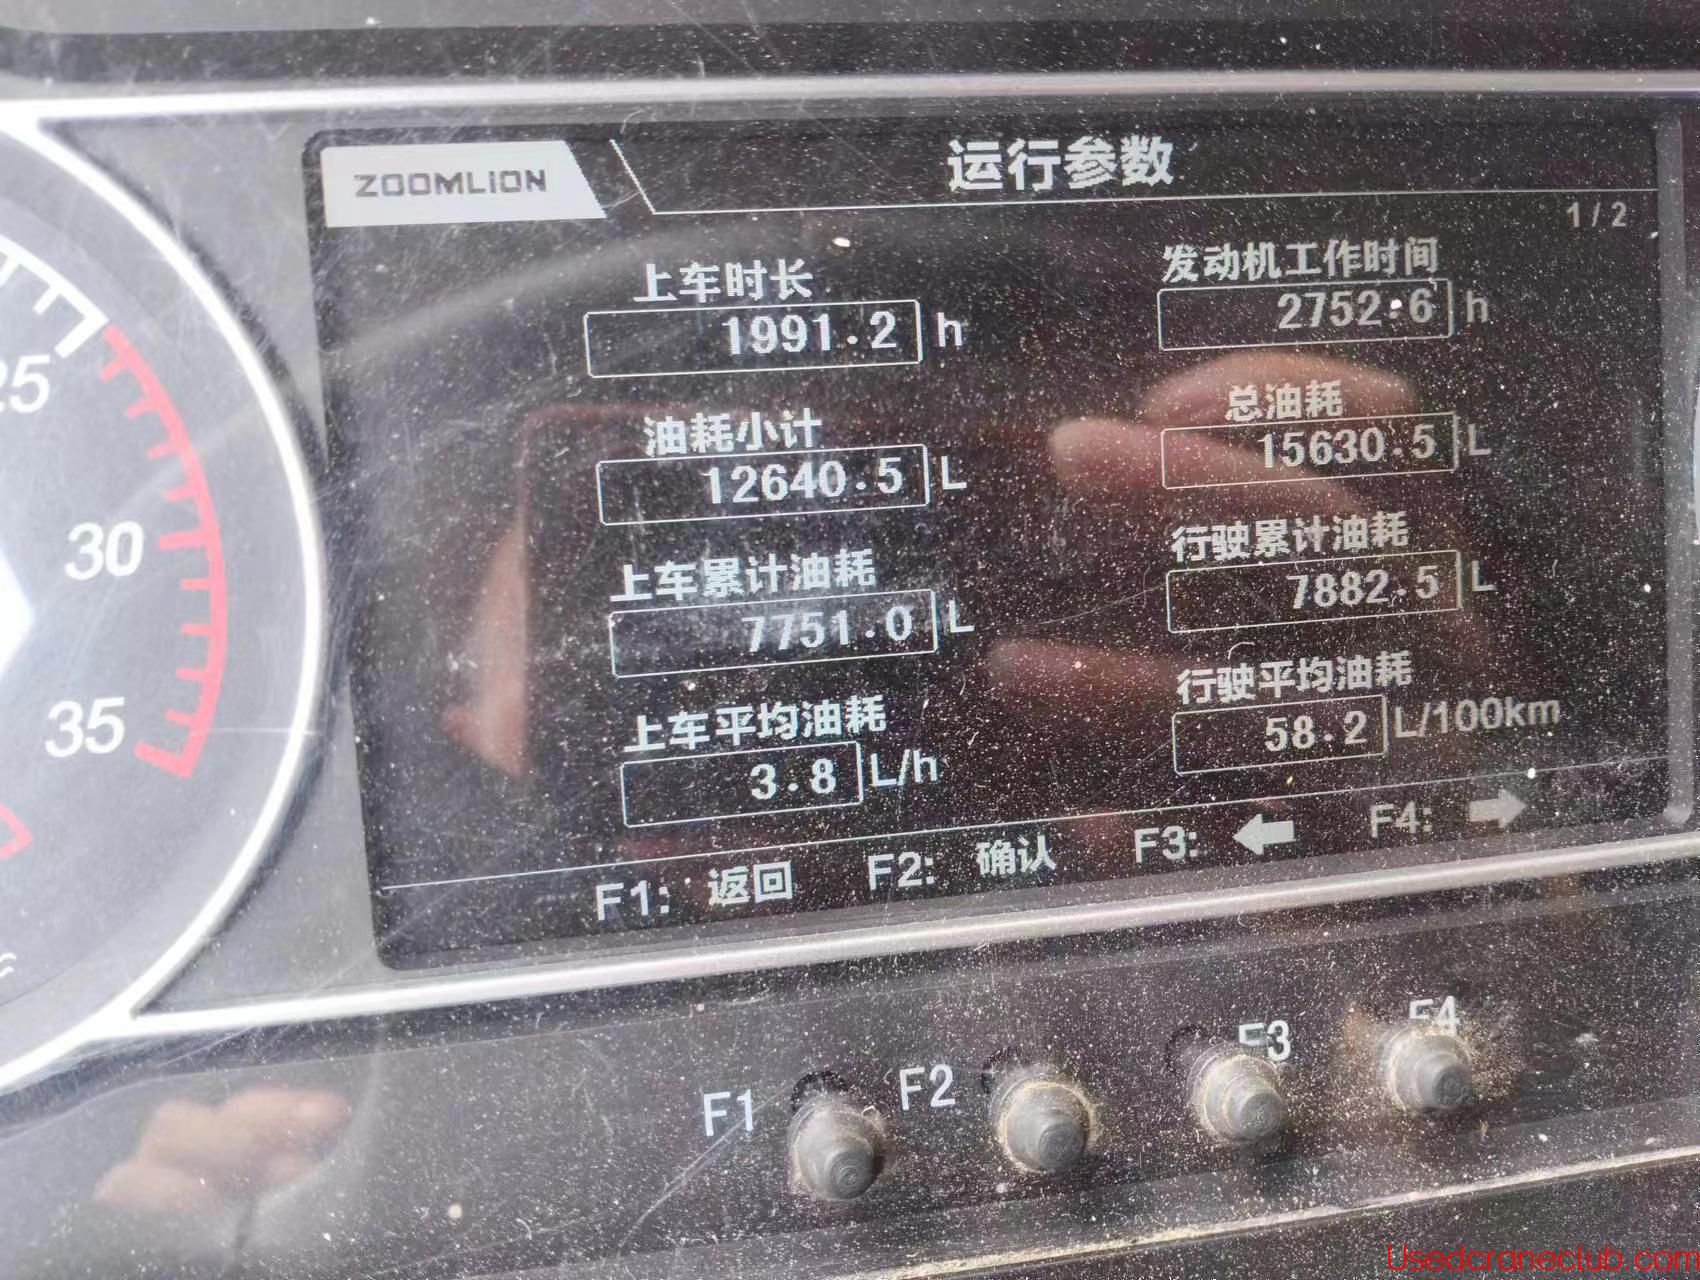 ZOOMLION
运行参数
1/2
上车时长
1991.2 h
发动机工作时间
2752.6 h
油耗小计
12640.5 L
总油耗
15630.5 L
上车累计油耗
7751.0 L
行驶累计油耗
7882.5 L
上车平均油耗
3.8 L/h
行驶平均油耗
58.2 L/100km
F1: 返回 F2: 确认 F3: F4:
25
30
35
F1 F2 F3 F4
Usedcraneclub.com